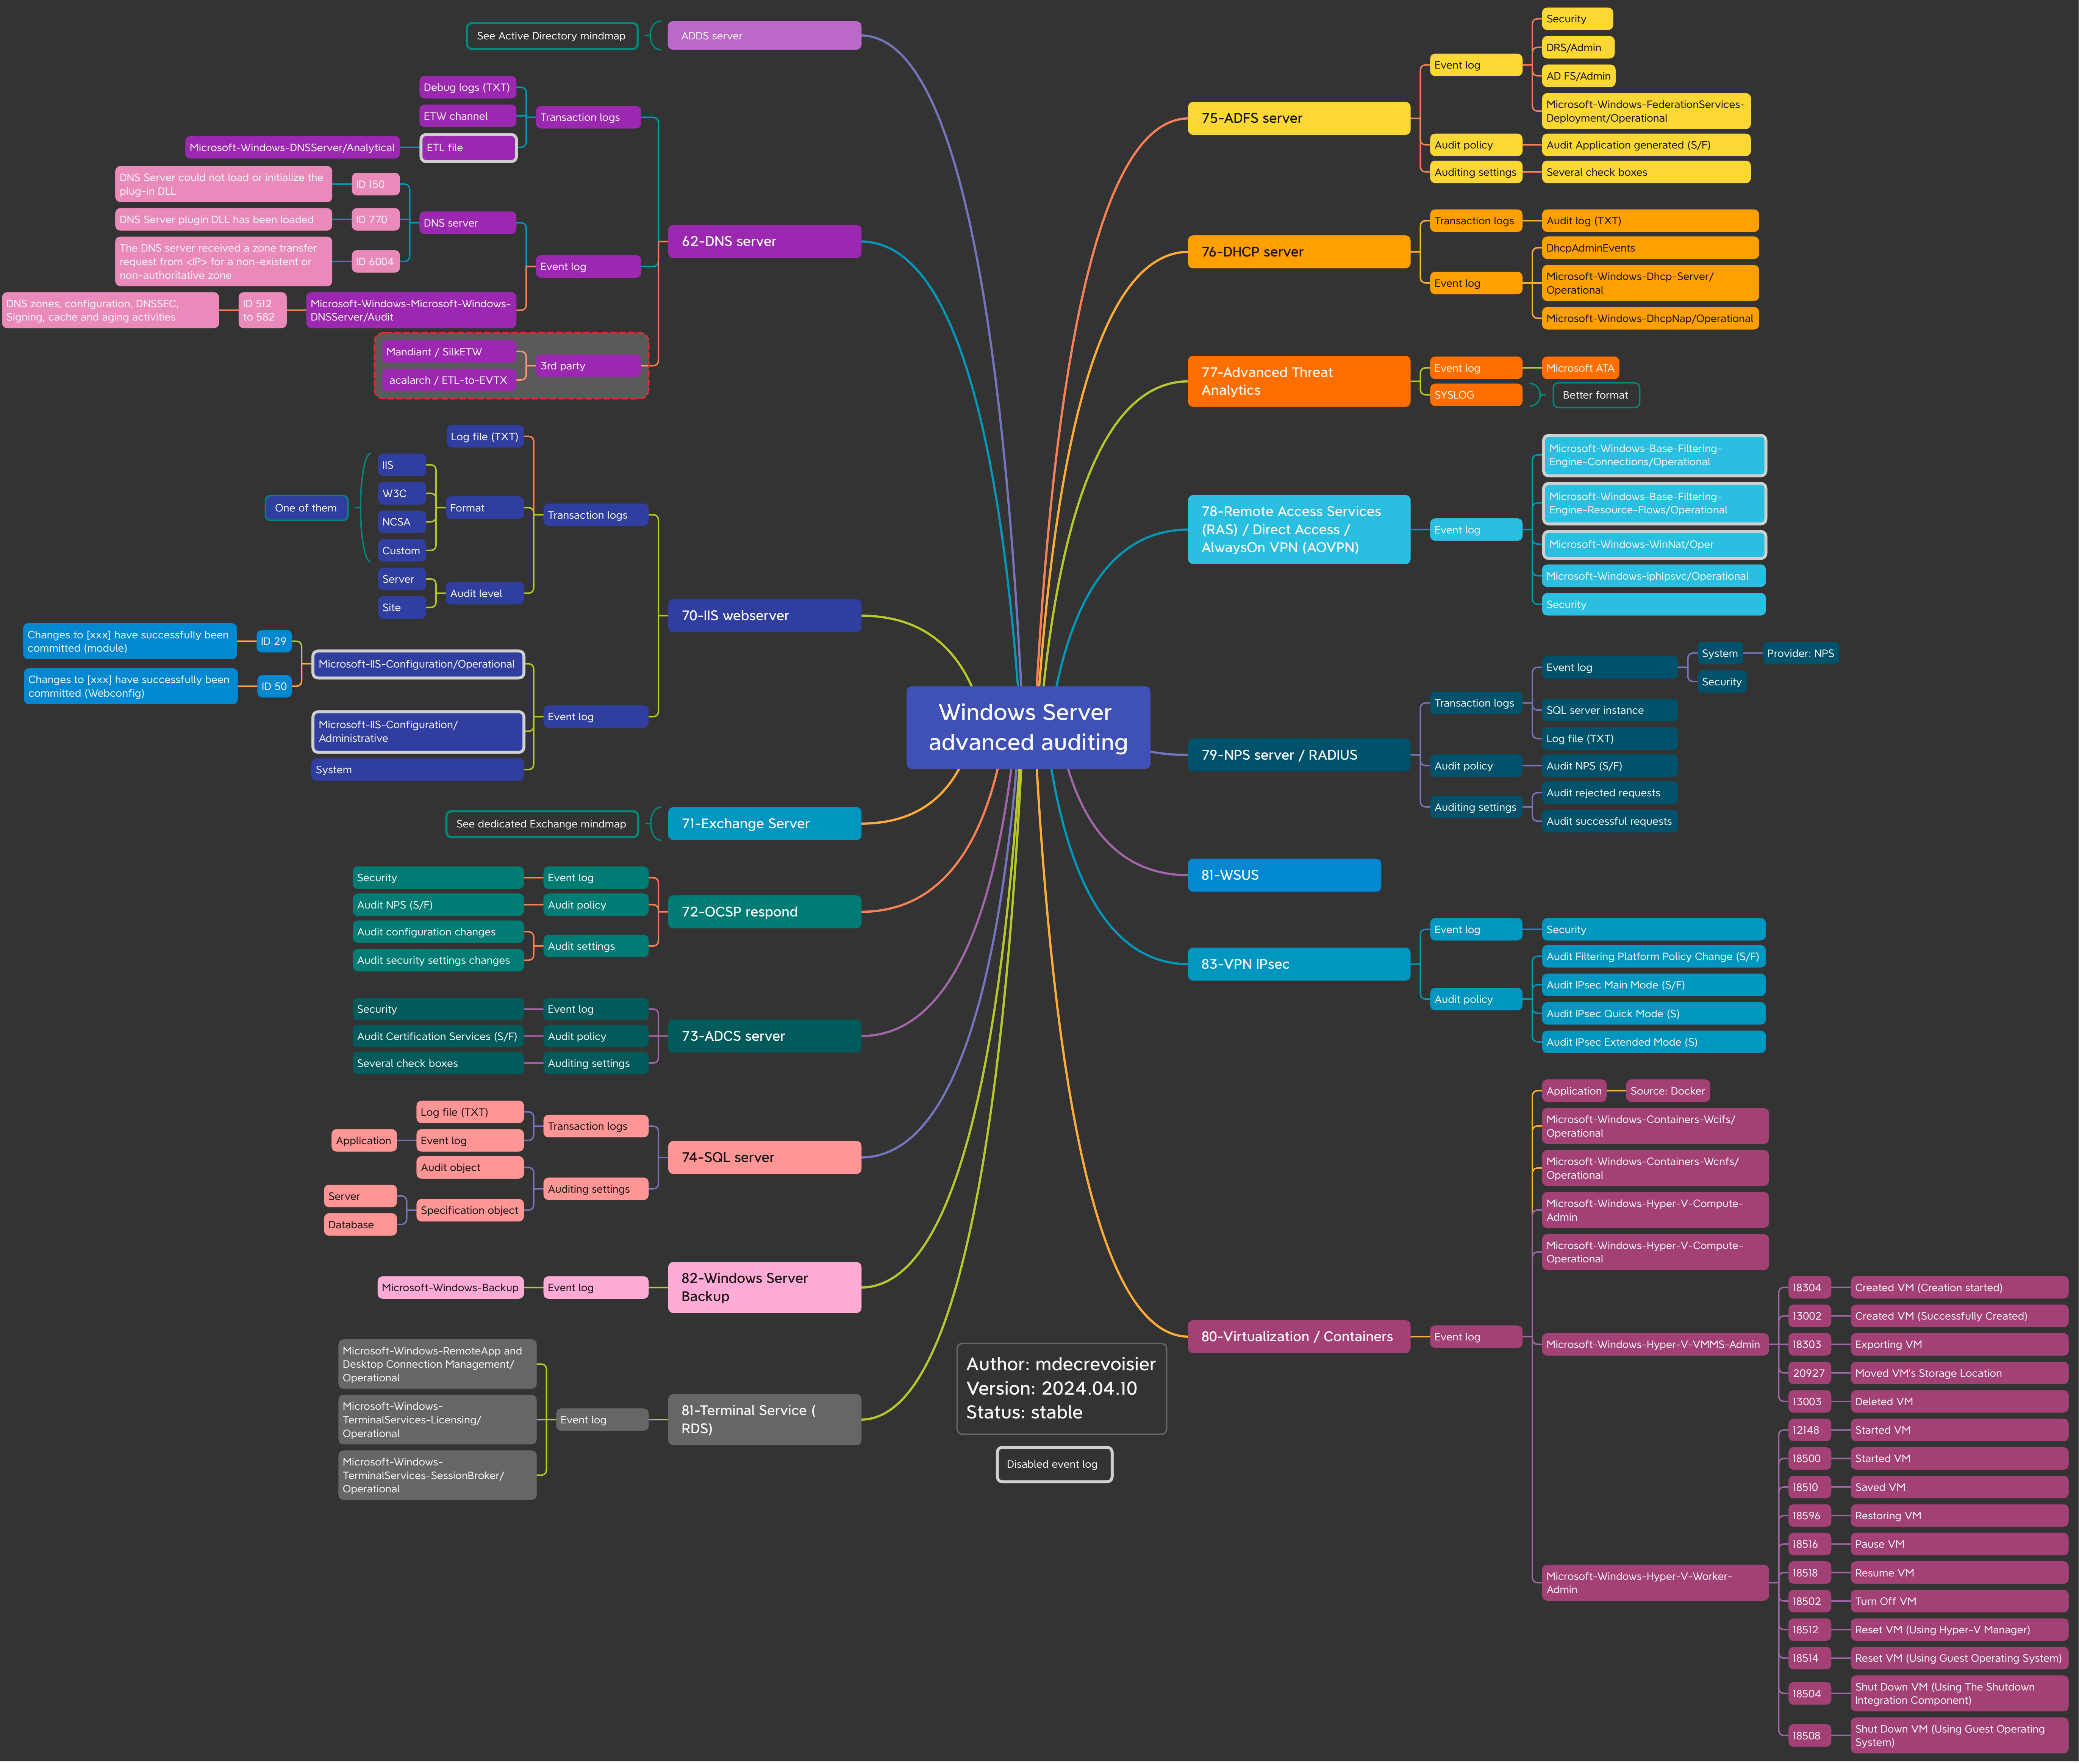 Windows Server
advanced auditing
ADDS server
See Active Directory mindmap
62-DNS server
Transaction logs
Debug logs (TXT)
ETW channel
ETL file
Microsoft-Windows-DNSServer/Analytical
Event log
DNS server
ID 150
DNS Server could not load or initialize the
plug-in DLL
ID 770
DNS Server plugin DLL has been loaded
ID 6004
The DNS server received a zone transfer
request from <IP> for a non-existent or
non-authoritative zone
Microsoft-Windows-Microsoft-Windows-
DNSServer/Audit
ID 512
to 582
DNS zones, configuration, DNSSEC,
Signing, cache and aging activities
3rd party
Mandiant / SilkETW
acalarch / ETL-to-EVTX
70-IIS webserver
Transaction logs
Log file (TXT)
Format
IIS
W3C
NCSA
Custom
One of them
Audit level
Server
Site
Event log
Microsoft-IIS-Configuration/Operational
ID 29
Changes to [xxx] have successfully been
committed (module)
ID 50
Changes to [xxx] have successfully been
committed (Webconfig)
Microsoft-IIS-Configuration/
Administrative
System
71-Exchange Server
See dedicated Exchange mindmap
72-OCSP respond
Event log
Security
Audit policy
Audit NPS (S/F)
Audit settings
Audit configuration changes
Audit security settings changes
73-ADCS server
Event log
Security
Audit policy
Audit Certification Services (S/F)
Auditing settings
Several check boxes
74-SQL server
Transaction logs
Log file (TXT)
Event log
Application
Auditing settings
Audit object
Specification object
Server
Database
82-Windows Server
Backup
Event log
Microsoft-Windows-Backup
81-Terminal Service (
RDS)
Event log
Microsoft-Windows-RemoteApp and
Desktop Connection Management/
Operational
Microsoft-Windows-
TerminalServices-Licensing/
Operational
Microsoft-Windows-
TerminalServices-SessionBroker/
Operational
75-ADFS server
Event log
Security
DRS/Admin
AD FS/Admin
Microsoft-Windows-FederationServices-
Deployment/Operational
Audit policy
Audit Application generated (S/F)
Auditing settings
Several check boxes
76-DHCP server
Transaction logs
Audit log (TXT)
Event log
DhcpAdminEvents
Microsoft-Windows-Dhcp-Server/
Operational
Microsoft-Windows-DhcpNap/Operational
77-Advanced Threat
Analytics
Event log
Microsoft ATA
SYSLOG
Better format
78-Remote Access Services
(RAS) / Direct Access /
AlwaysOn VPN (AOVPN)
Event log
Microsoft-Windows-Base-Filtering-
Engine-Connections/Operational
Microsoft-Windows-Base-Filtering-
Engine-Resource-Flows/Operational
Microsoft-Windows-WinNat/Oper
Microsoft-Windows-Iphlpsvc/Operational
Security
79-NPS server / RADIUS
Transaction logs
Event log
System
Provider: NPS
Security
SQL server instance
Log file (TXT)
Audit policy
Audit NPS (S/F)
Auditing settings
Audit rejected requests
Audit successful requests
81-WSUS
83-VPN IPsec
Event log
Security
Audit policy
Audit Filtering Platform Policy Change (S/F)
Audit IPsec Main Mode (S/F)
Audit IPsec Quick Mode (S)
Audit IPsec Extended Mode (S)
80-Virtualization / Containers
Event log
Application
Source: Docker
Microsoft-Windows-Containers-Wcifs/
Operational
Microsoft-Windows-Containers-Wcnfs/
Operational
Microsoft-Windows-Hyper-V-Compute-
Admin
Microsoft-Windows-Hyper-V-Compute-
Operational
Microsoft-Windows-Hyper-V-VMMS-Admin
18304
Created VM (Creation started)
13002
Created VM (Successfully Created)
18303
Exporting VM
20927
Moved VM's Storage Location
13003
Deleted VM
Microsoft-Windows-Hyper-V-Worker-
Admin
12148
Started VM
18500
Started VM
18510
Saved VM
18596
Restoring VM
18516
Pause VM
18518
Resume VM
18502
Turn Off VM
18512
Reset VM (Using Hyper-V Manager)
18514
Reset VM (Using Guest Operating System)
18504
Shut Down VM (Using The Shutdown
Integration Component)
18508
Shut Down VM (Using Guest Operating
System)
Author: mdecrevoisier
Version: 2024.04.10
Status: stable
Disabled event log